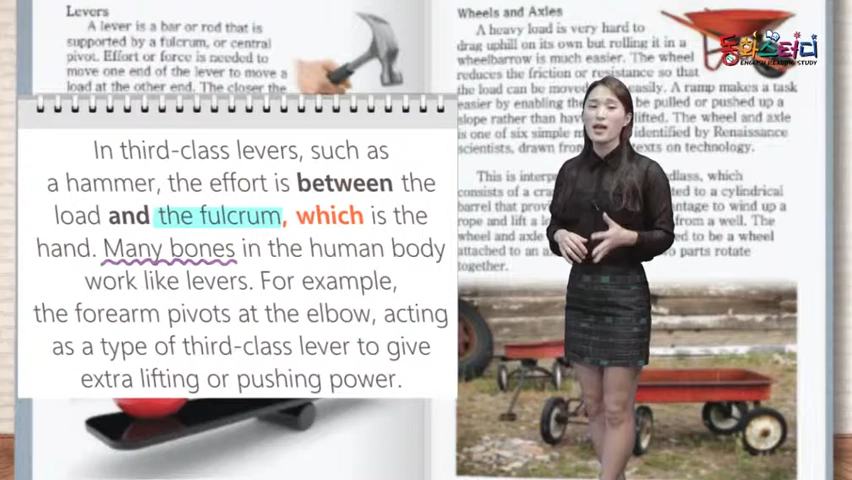 Levers
A lever is a bar or rod that is
supported by a fulcrum, or central
pivot. Effort or force is needed to
move one end of the lever to move a
load at the other end. The closer the
In third-class levers, such as
a hammer, the effort is between the
load and the fulcrum, which is the
hand. Many bones in the human body
work like levers. For example,
the forearm pivots at the elbow, acting
as a type of third-class lever to give
extra lifting or pushing power.
Wheels and Axles
A heavy load is very hard to
drag uphill on its own but rolling it in a
wheelbarrow is much easier. The wheel
reduces the friction or resistance so that
the load can be moved easily. A ramp makes a task
easier by enabling the be pulled or pushed up a
slope rather than lifted. The wheel and axle
is one of six simple identified by Renaissance
scientists, drawn from texts on technology.
This is which
consists of a to a cylindrical
barrel that to wind up a
rope and lift a from a well. The
wheel and axle to be a wheel
attached to an parts rotate
together.
동화스터디
ENGLISH READING STUDY